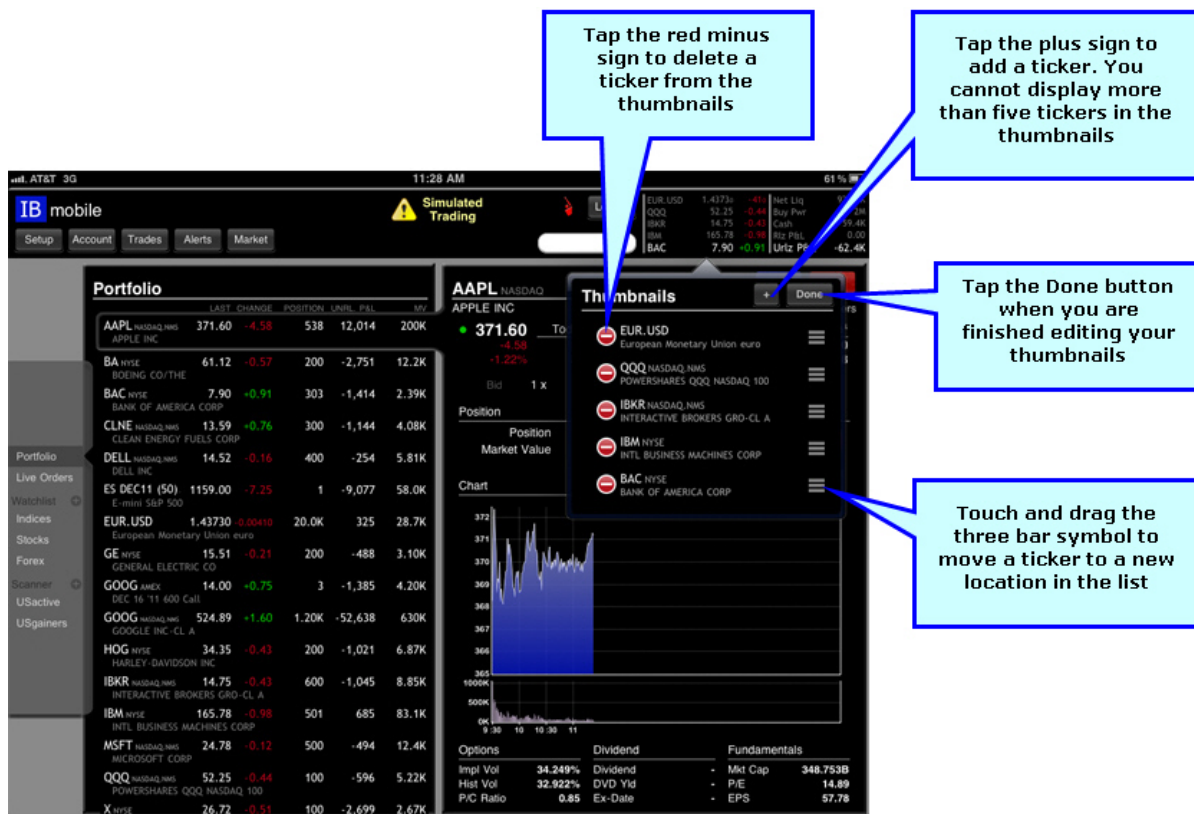 Tap the red minus
sign to delete a
ticker from the
thumbnails
Tap the plus sign to
add a ticker. You
cannot display more
than five tickers in the
thumbnails
AT&T 3G
11:28 AM
61 %
IB mobile
Simulated
Trading
EUR.USD 1.4373 Net Liq
QQQ 52.25 -0.44 Buy Pwr
IBKR 14.75 -0.43 Cash
IBM 165.78 -0.98 Rlz P&L 0.00
BAC 7.90 +0.91 Urlz -62.4K
Setup Account Trades Alerts Market
Portfolio
LAST CHANGE POSITION UNRL. P&L MV
AAPL NASDAQ.NMS 371.60 -4.58 538 12,014 200K
APPLE INC
BA NYSE 61.12 -0.57 200 -2,751 12.2K
BOEING CO/THE
BAC NYSE 7.90 +0.91 303 -1,414 2.39K
BANK OF AMERICA CORP
CLNE NASDAQ.NMS 13.59 +0.76 300 -1,144 4.08K
CLEAN ENERGY FUELS CORP
DELL NASDAQ.NMS 14.52 -0.16 400 -254 5.81K
DELL INC
ES DEC11 (50) 1159.00 -7.25 1 -9,077 58.0K
E-mini S&P 500
EUR.USD 1.43730 -0.00410 20.0K 325 28.7K
European Monetary Union euro
GE NYSE 15.51 -0.21 200 -488 3.10K
GENERAL ELECTRIC CO
GOOG AMEX 14.00 +0.75 3 -1,385 4.20K
DEC 16 '11 600 Call
GOOG NASDAQ.NMS 524.89 +1.60 1.20K -52,638 630K
GOOGLE INC-CL A
HOG NYSE 34.35 -0.43 200 -1,021 6.87K
HARLEY-DAVIDSON INC
IBKR NASDAQ.NMS 14.75 -0.43 600 -1,045 8.85K
INTERACTIVE BROKERS GRO-CL A
IBM NYSE 165.78 -0.98 501 685 83.1K
INTL BUSINESS MACHINES CORP
MSFT NASDAQ.NMS 24.78 -0.12 500 -494 12.4K
MICROSOFT CORP
QQQ NASDAQ.NMS 52.25 -0.44 100 -596 5.22K
POWERSHARES QQQ NASDAQ 100
X NYSE 26.72 -0.51 100 -2,699 2.67K
Portfolio
Live Orders
Watchlist
Indices
Stocks
Forex
Scanner
USactive
USgainers
AAPL NASDAQ
APPLE INC
371.60
-4.58
-1.22%
Bid 1 x
Position
Position
Market Value
Chart
372
371
370
369
368
367
366
365
1000K
500K
0K
9:30 10 10:30 11
Options Dividend Fundamentals
Impl Vol 34.249% Dividend - Mkt Cap 348.753B
Hist Vol 32.922% DVD Yld - P/E 14.89
P/C Ratio 0.85 Ex-Date - EPS 57.78
Thumbnails + Done
EUR.USD
European Monetary Union euro
QQQ NASDAQ.NMS
POWERSHARES QQQ NASDAQ 100
IBKR NASDAQ.NMS
INTERACTIVE BROKERS GRO-CL A
IBM NYSE
INTL BUSINESS MACHINES CORP
BAC NYSE
BANK OF AMERICA CORP
Tap the Done button
when you are
finished editing your
thumbnails
Touch and drag the
three bar symbol to
move a ticker to a new
location in the list